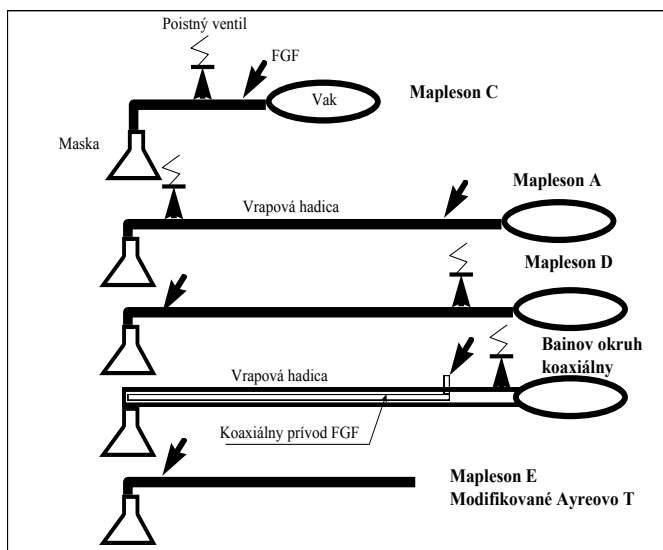 Poistný ventil
FGF
Vak
Mapleson C
Maska
Mapleson A
Vrapová hadica
Mapleson D
Bainov okruh
koaxiálny
Vrapová hadica
Koaxiálny prívod FGF
Mapleson E
Modifikované Ayreovo T